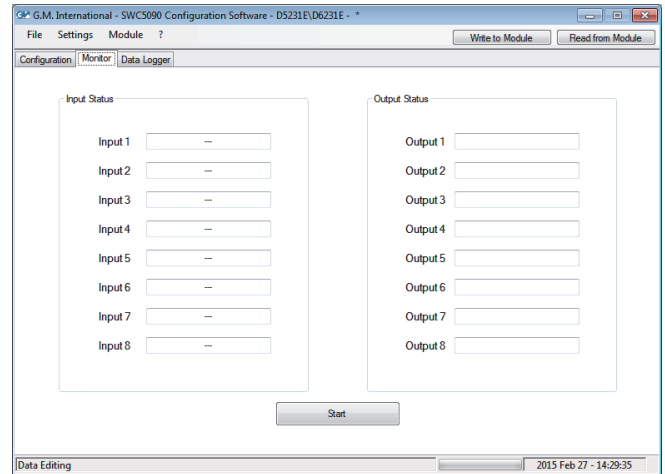 G.M. International - SWC5090 Configuration Software - D5231E\D6231E - *
File Settings Module ? Write to Module Read from Module
Configuration Monitor Data Logger
Input Status Output Status
Input 1 --- Output 1
Input 2 --- Output 2
Input 3 --- Output 3
Input 4 --- Output 4
Input 5 --- Output 5
Input 6 --- Output 6
Input 7 --- Output 7
Input 8 --- Output 8
Start
Data Editing 2015 Feb 27 - 14:29:35